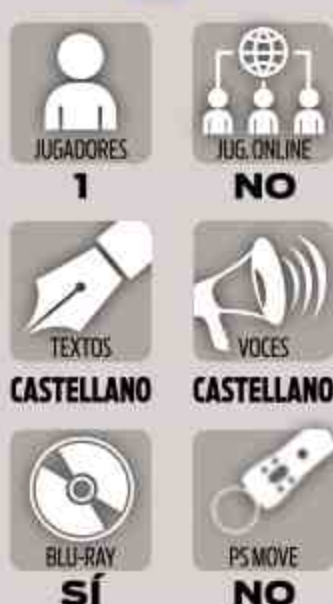 JUGADORES JUG. ONLINE
1 NO
TEXTOS VOCES
CASTELLANO CASTELLANO
BLU-RAY PS MOVE
SÍ NO